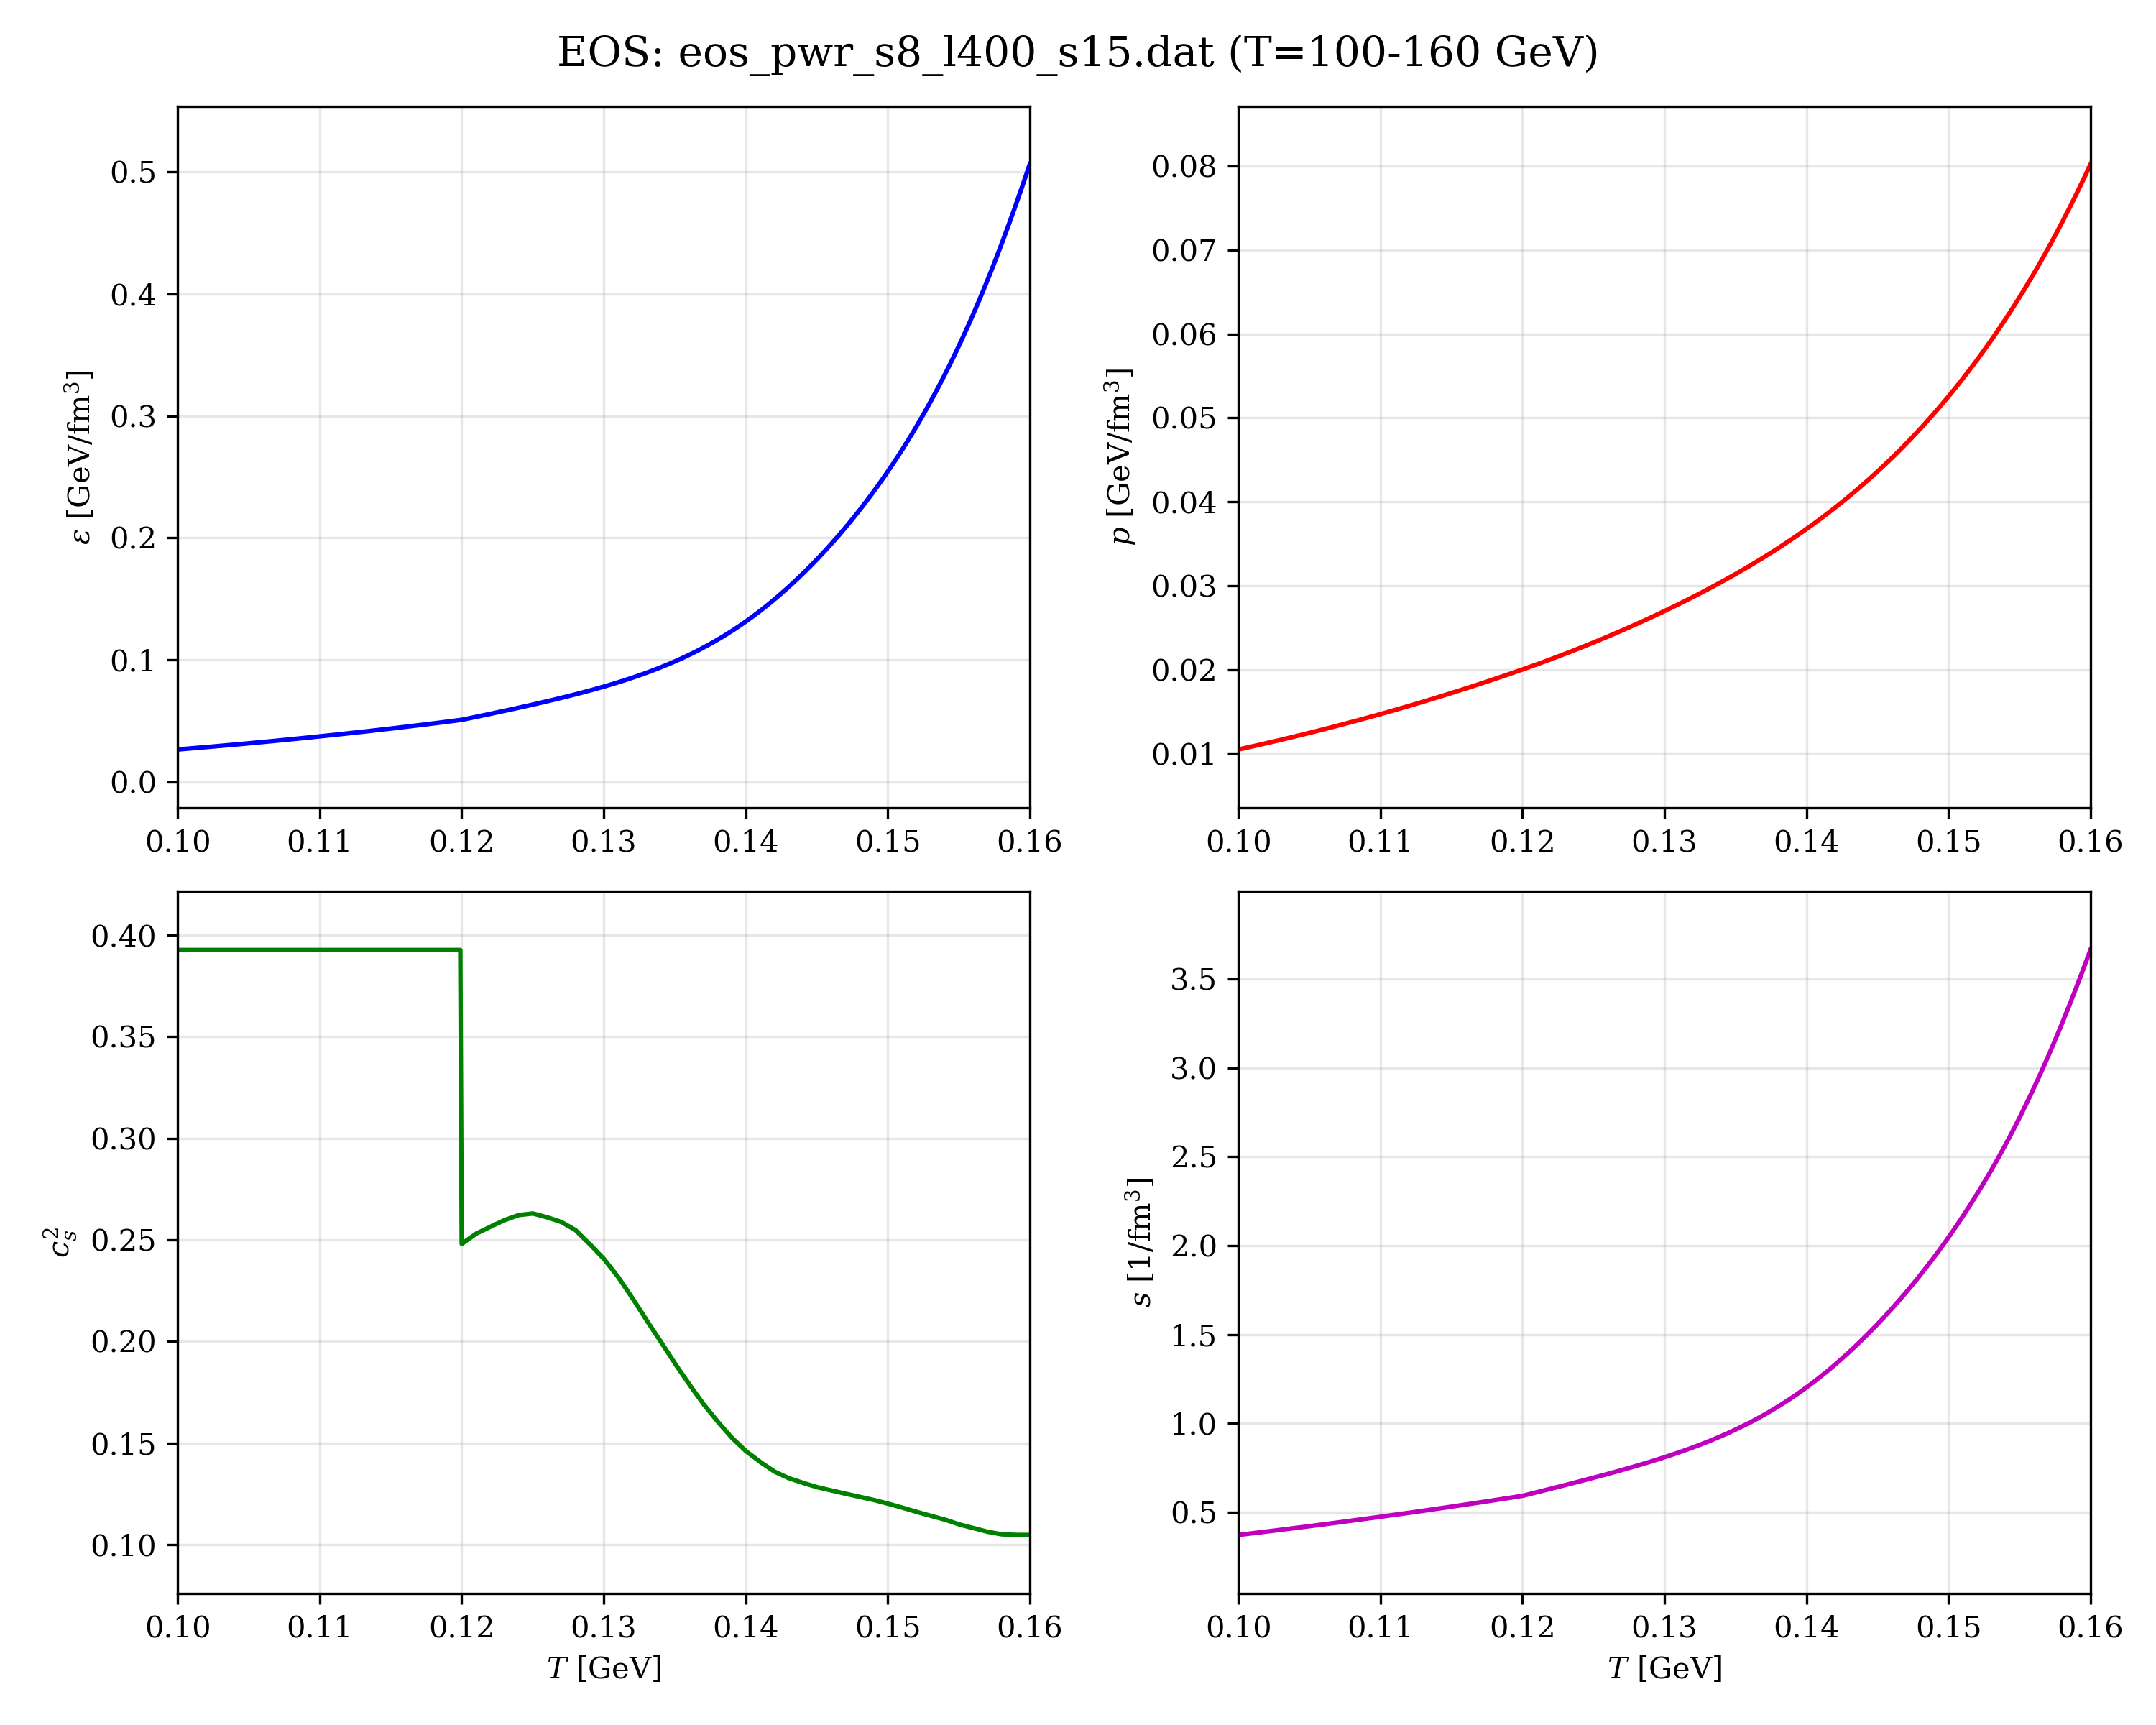 EOS: eos_pwr_s8_l400_s15.dat (T=100-160 GeV)
ε [GeV/fm³]
0.5
0.4
0.3
0.2
0.1
0.0
0.10 0.11 0.12 0.13 0.14 0.15 0.16
p [GeV/fm³]
0.08
0.07
0.06
0.05
0.04
0.03
0.02
0.01
0.10 0.11 0.12 0.13 0.14 0.15 0.16
c_s^2
0.40
0.35
0.30
0.25
0.20
0.15
0.10
0.10 0.11 0.12 0.13 0.14 0.15 0.16
T [GeV]
s [1/fm³]
3.5
3.0
2.5
2.0
1.5
1.0
0.5
0.10 0.11 0.12 0.13 0.14 0.15 0.16
T [GeV]